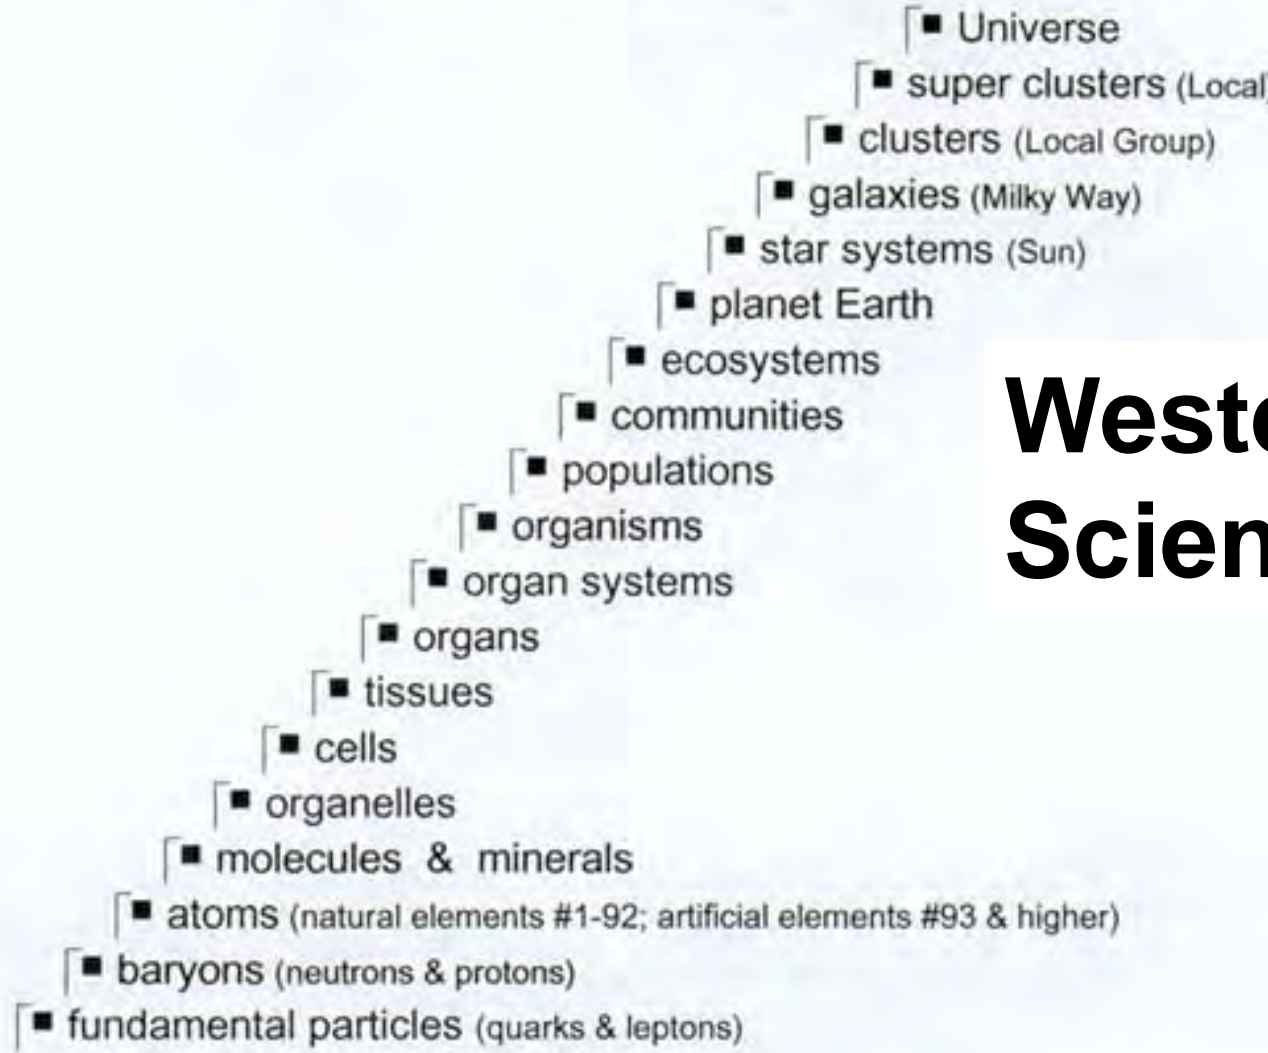 ■ Universe
■ super clusters (Local)
■ clusters (Local Group)
■ galaxies (Milky Way)
■ star systems (Sun)
■ planet Earth
■ ecosystems
■ communities
■ populations
■ organisms
■ organ systems
■ organs
■ tissues
■ cells
■ organelles
■ molecules & minerals
■ atoms (natural elements #1-92; artificial elements #93 & higher)
■ baryons (neutrons & protons)
■ fundamental particles (quarks & leptons)
Weste
Scien